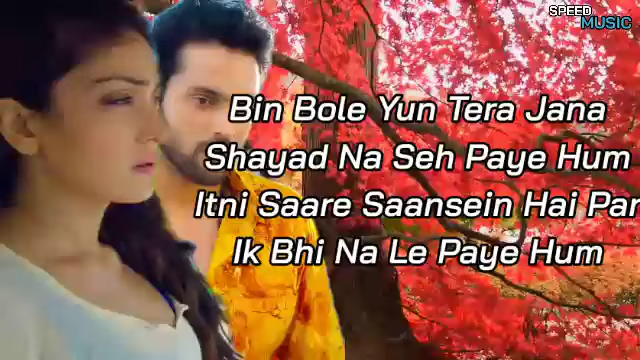 SPEED
MUSIC
Bin Bole Yun Tera Jana
Shayad Na Seh Paye Hum
Itni Saare Saansein Hai Par
Ik Bhi Na Le Paye Hum